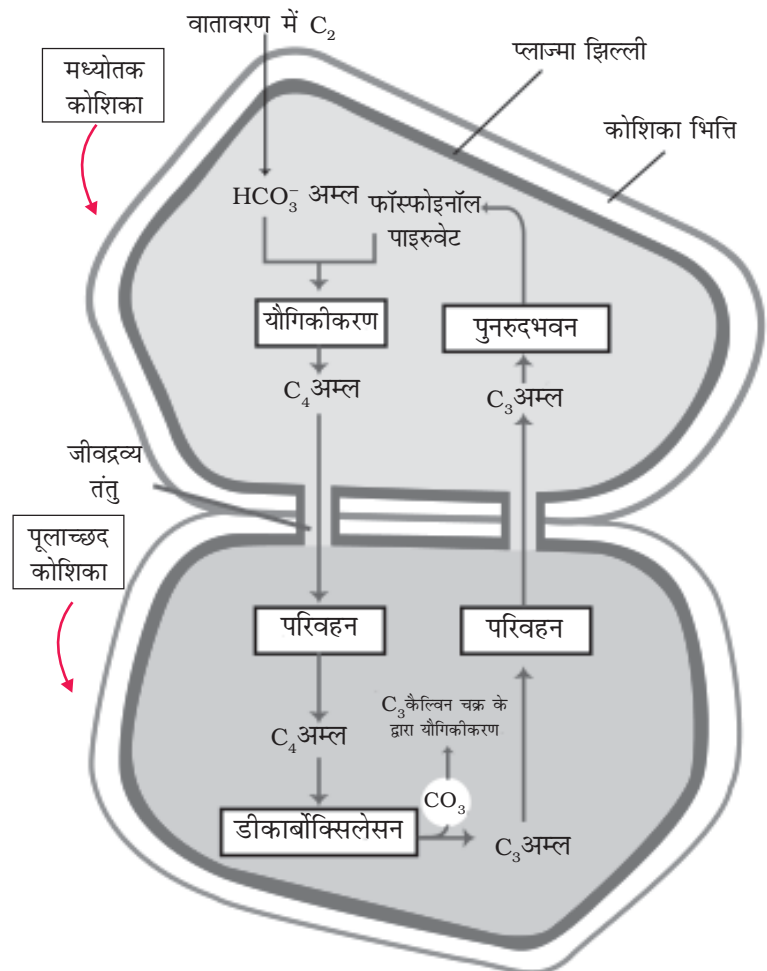 वातावरण में C₂
मध्योतक
कोशिका
प्लाज्मा झिल्ली
कोशिका भित्ति
HCO₃⁻ अम्ल
फॉस्फोइनॉल
पाइरुवेट
यौगिकीकरण
पुनरुदभवन
C₄अम्ल
C₃अम्ल
जीवद्रव्य
तंतु
पूलाच्छद
कोशिका
परिवहन
परिवहन
C₃कैल्विन चक्र के
द्वारा यौगिकीकरण
C₄अम्ल
CO₃
डीकार्बोक्सिलेसन
C₃अम्ल